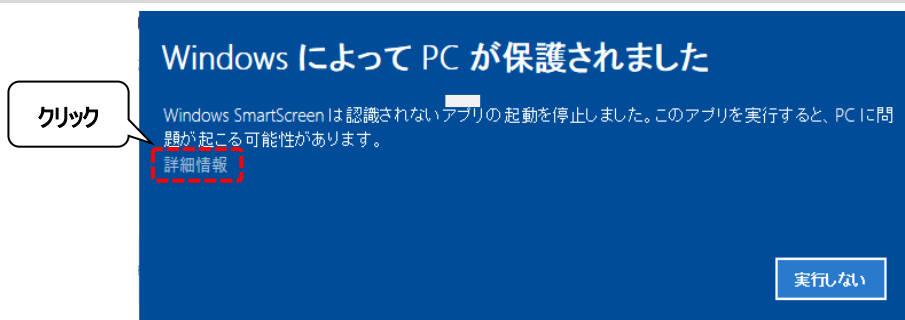 Windows によって PC が保護されました
クリック
Windows SmartScreen は認識されないアプリの起動を停止しました。このアプリを実行すると、PC に問
題が起こる可能性があります。
詳細情報
実行しない